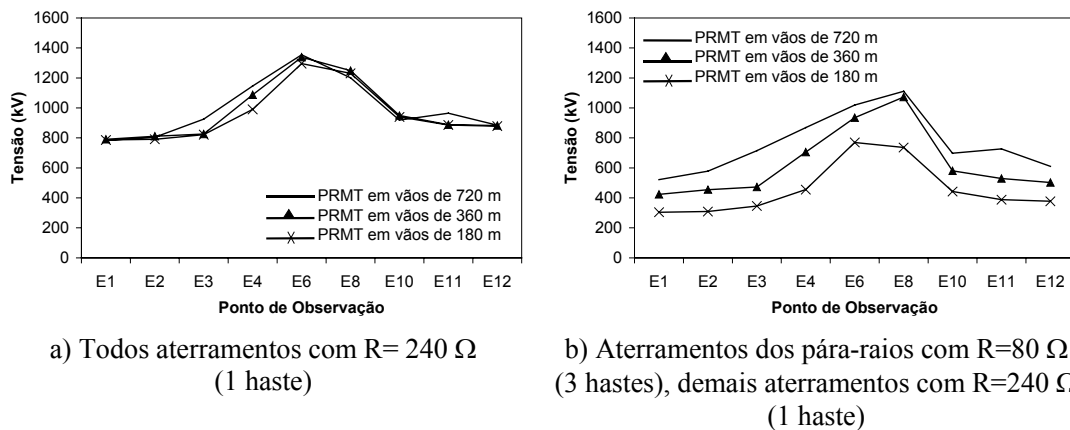 1600
1400
1200
1000
800
600
400
200
0
Tensão (kV)
PRMT em vãos de 720 m
PRMT em vãos de 360 m
PRMT em vãos de 180 m
E1 E2 E3 E4 E6 E8 E10 E11 E12
Ponto de Observação
a) Todos aterramentos com R= 240 Ω
(1 haste)
1600
1400
1200
1000
800
600
400
200
0
Tensão (kV)
PRMT em vãos de 720 m
PRMT em vãos de 360 m
PRMT em vãos de 180 m
E1 E2 E3 E4 E6 E8 E10 E11 E12
Ponto de Observação
b) Aterramentos dos pára-raios com R=80 Ω
(3 hastes), demais aterramentos com R=240 Ω
(1 haste)